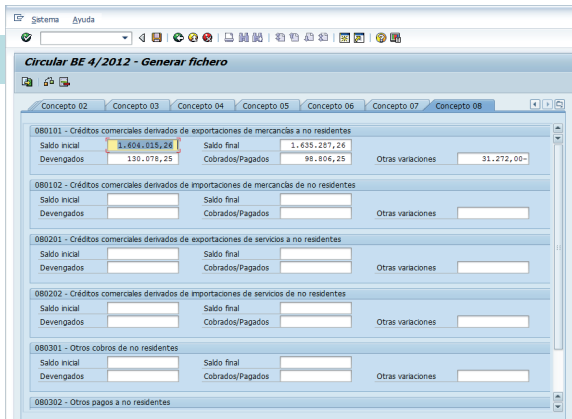 Sistema Ayuda
Circular BE 4/2012 - Generar fichero
Concepto 02 Concepto 03 Concepto 04 Concepto 05 Concepto 06 Concepto 07 Concepto 08
080101 - Créditos comerciales derivados de exportaciones de mercancías a no residentes
Saldo inicial 1.604.015,26 Saldo final 1.635.287,26
Devengados 130.078,25 Cobrados/Pagados 98.806,25 Otras variaciones 31.272,00-
080102 - Créditos comerciales derivados de importaciones de mercancías de no residentes
Saldo inicial Saldo final
Devengados Cobrados/Pagados Otras variaciones
080201 - Créditos comerciales derivados de exportaciones de servicios a no residentes
Saldo inicial Saldo final
Devengados Cobrados/Pagados Otras variaciones
080202 - Créditos comerciales derivados de importaciones de servicios de no residentes
Saldo inicial Saldo final
Devengados Cobrados/Pagados Otras variaciones
080301 - Otros cobros de no residentes
Saldo inicial Saldo final
Devengados Cobrados/Pagados Otras variaciones
080302 - Otros pagos a no residentes